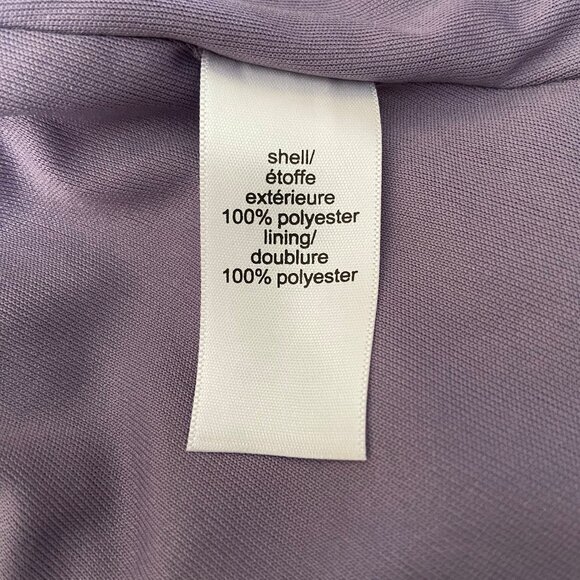 shell/
étoffe
extérieure
100% polyester
lining/
doublure
100% polyester